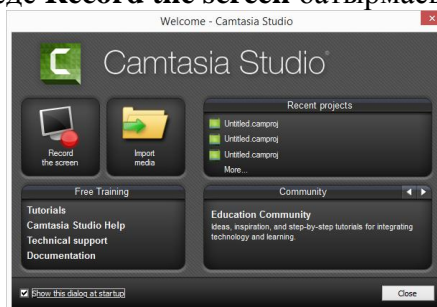 Record the screen
Welcome - Camtasia Studio
Camtasia Studio®
Record
the screen
Import
media
Recent projects
Untitled.camproj
Untitled.camproj
Untitled.camproj
More...
Free Training
Tutorials
Camtasia Studio Help
Technical support
Documentation
Community
Education Community
Ideas, inspiration, and step-by-step tutorials for integrating
technology and learning.
Show this dialog at startup
Close